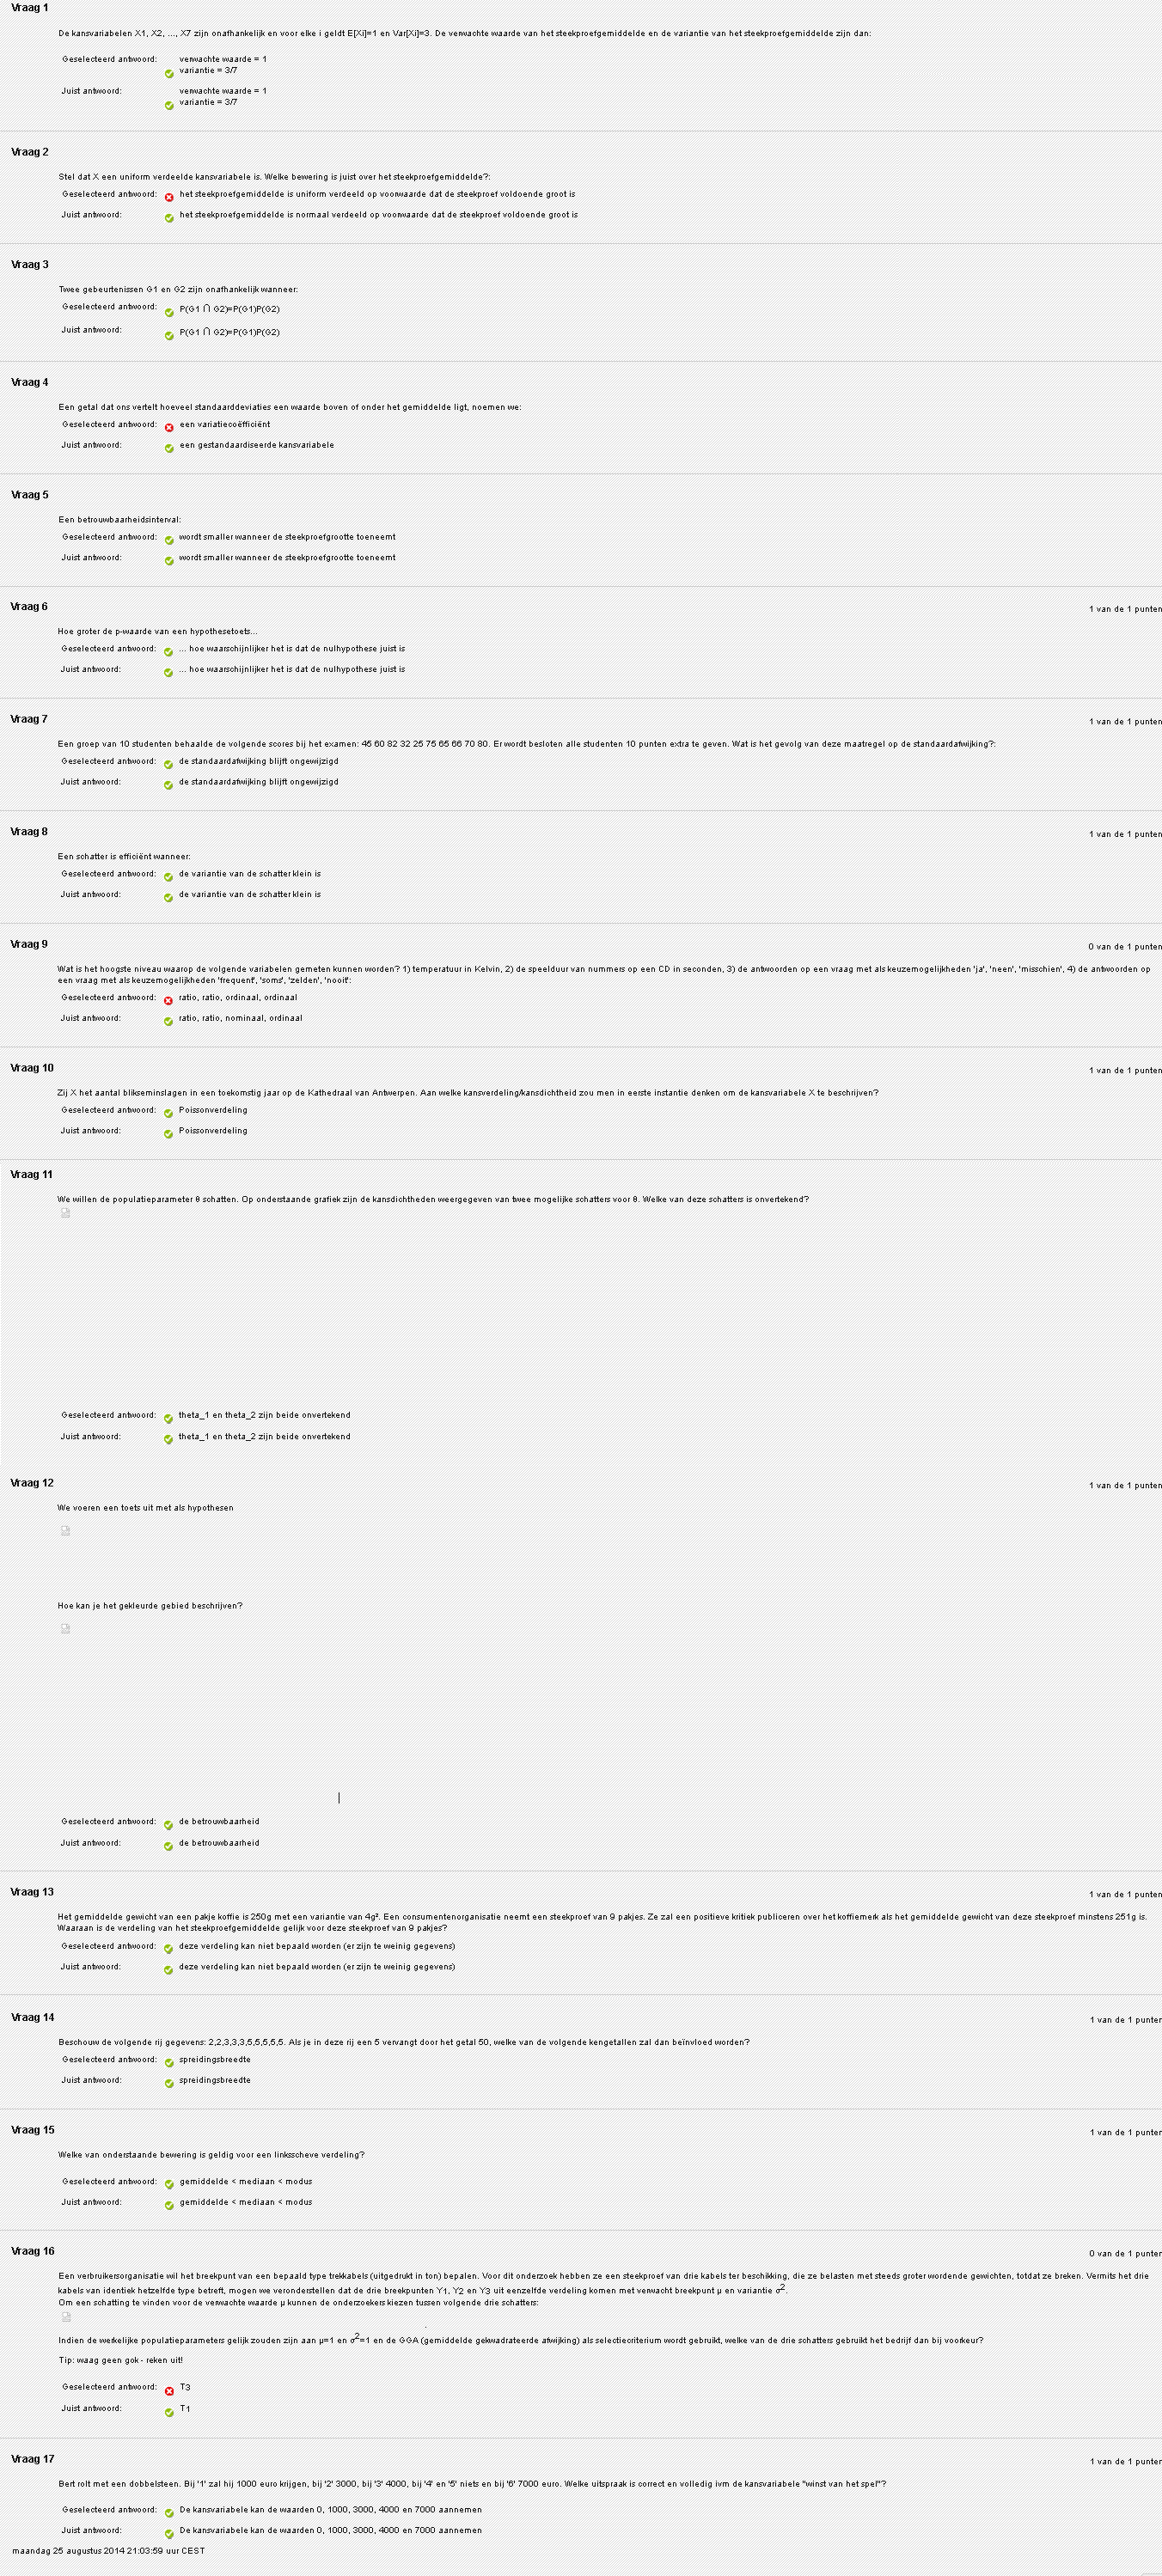 Vraag 1
De kansvariabelen X1, X2, ..., X7 zijn onafhankelijk en voor elke i geldt E[Xi]=1 en Var[Xi]=3. De verwachte waarde van het steekproefgemiddelde en de variantie van het steekproefgemiddelde zijn dan:
Geselecteerd antwoord: verwachte waarde = 1
variantie = 3/7
Juist antwoord: verwachte waarde = 1
variantie = 3/7
Vraag 2
Stel dat X een uniform verdeelde kansvariabele is. Welke bewering is juist over het steekproefgemiddelde?:
Geselecteerd antwoord: het steekproefgemiddelde is uniform verdeeld op voorwaarde dat de steekproef voldoende groot is
Juist antwoord: het steekproefgemiddelde is normaal verdeeld op voorwaarde dat de steekproef voldoende groot is
Vraag 3
Twee gebeurtenissen G1 en G2 zijn onafhankelijk wanneer:
Geselecteerd antwoord: P(G1 ∩ G2)=P(G1)P(G2)
Juist antwoord: P(G1 ∩ G2)=P(G1)P(G2)
Vraag 4
Een getal dat ons vertelt hoeveel standaarddeviaties een waarde boven of onder het gemiddelde ligt, noemen we:
Geselecteerd antwoord: een variatiecoëfficiënt
Juist antwoord: een gestandaardiseerde kansvariabele
Vraag 5
Een betrouwbaarheidsinterval:
Geselecteerd antwoord: wordt smaller wanneer de steekproefgrootte toeneemt
Juist antwoord: wordt smaller wanneer de steekproefgrootte toeneemt
Vraag 6
1 van de 1 punten
Hoe groter de p-waarde van een hypothesetoets...
Geselecteerd antwoord: ... hoe waarschijnlijker het is dat de nulhypothese juist is
Juist antwoord: ... hoe waarschijnlijker het is dat de nulhypothese juist is
Vraag 7
1 van de 1 punten
Een groep van 10 studenten behaalde de volgende scores bij het examen: 45 60 82 32 25 75 65 66 70 80. Er wordt besloten alle studenten 10 punten extra te geven. Wat is het gevolg van deze maatregel op de standaardafwijking?:
Geselecteerd antwoord: de standaardafwijking blijft ongewijzigd
Juist antwoord: de standaardafwijking blijft ongewijzigd
Vraag 8
1 van de 1 punten
Een schatter is efficiënt wanneer:
Geselecteerd antwoord: de variantie van de schatter klein is
Juist antwoord: de variantie van de schatter klein is
Vraag 9
0 van de 1 punten
Wat is het hoogste niveau waarop de volgende variabelen gemeten kunnen worden? 1) temperatuur in Kelvin, 2) de speelduur van nummers op een CD in seconden, 3) de antwoorden op een vraag met als keuzemogelijkheden 'ja', 'neen', 'misschien', 4) de antwoorden op
een vraag met als keuzemogelijkheden 'frequent', 'soms', 'zelden', 'nooit':
Geselecteerd antwoord: ratio, ratio, ordinaal, ordinaal
Juist antwoord: ratio, ratio, nominaal, ordinaal
Vraag 10
1 van de 1 punten
Zij X het aantal blikseminslagen in een toekomstig jaar op de Kathedraal van Antwerpen. Aan welke kansverdeling/kansdichtheid zou men in eerste instantie denken om de kansvariabele X te beschrijven?
Geselecteerd antwoord: Poissonverdeling
Juist antwoord: Poissonverdeling
Vraag 11
We willen de populatieparameter θ schatten. Op onderstaande grafiek zijn de kansdichtheden weergegeven van twee mogelijke schatters voor θ. Welke van deze schatters is onvertekend?
Geselecteerd antwoord: theta_1 en theta_2 zijn beide onvertekend
Juist antwoord: theta_1 en theta_2 zijn beide onvertekend
Vraag 12
1 van de 1 punten
We voeren een toets uit met als hypothesen
Hoe kan je het gekleurde gebied beschrijven?
Geselecteerd antwoord: de betrouwbaarheid
Juist antwoord: de betrouwbaarheid
Vraag 13
1 van de 1 punten
Het gemiddelde gewicht van een pakje koffie is 250g met een variantie van 4g². Een consumentenorganisatie neemt een steekproef van 9 pakjes. Ze zal een positieve kritiek publiceren over het koffiemerk als het gemiddelde gewicht van deze steekproef minstens 251g is.
Waaraan is de verdeling van het steekproefgemiddelde gelijk voor deze steekproef van 9 pakjes?
Geselecteerd antwoord: deze verdeling kan niet bepaald worden (er zijn te weinig gegevens)
Juist antwoord: deze verdeling kan niet bepaald worden (er zijn te weinig gegevens)
Vraag 14
1 van de 1 punten
Beschouw de volgende rij gegevens: 2,2,3,3,3,5,5,5,5,5. Als je in deze rij een 5 vervangt door het getal 50, welke van de volgende kengetallen zal dan beïnvloed worden?
Geselecteerd antwoord: spreidingsbreedte
Juist antwoord: spreidingsbreedte
Vraag 15
1 van de 1 punten
Welke van onderstaande bewering is geldig voor een linksscheve verdeling?
Geselecteerd antwoord: gemiddelde < mediaan < modus
Juist antwoord: gemiddelde < mediaan < modus
Vraag 16
0 van de 1 punten
Een verbruikersorganisatie wil het breekpunt van een bepaald type trekkabels (uitgedrukt in ton) bepalen. Voor dit onderzoek hebben ze een steekproef van drie kabels ter beschikking, die ze belasten met steeds groter wordende gewichten, totdat ze breken. Vermits het drie
kabels van identiek hetzelfde type betreft, mogen we veronderstellen dat de drie breekpunten Y1, Y2 en Y3 uit eenzelfde verdeling komen met verwacht breekpunt µ en variantie σ².
Om een schatting te vinden voor de verwachte waarde µ kunnen de onderzoekers kiezen tussen volgende drie schatters:
Indien de werkelijke populatieparameters gelijk zouden zijn aan µ=1 en σ²=1 en de GGA (gemiddelde gekwadrateerde afwijking) als selectiecriterium wordt gebruikt, welke van de drie schatters gebruikt het bedrijf dan bij voorkeur?
Tip: waag geen gok - reken uit!
Geselecteerd antwoord: T3
Juist antwoord: T1
Vraag 17
1 van de 1 punten
Bert rolt met een dobbelsteen. Bij '1' zal hij 1000 euro krijgen, bij '2' 3000, bij '3' 4000, bij '4' en '5' niets en bij '6' 7000 euro. Welke uitspraak is correct en volledig ivm de kansvariabele "winst van het spel"?
Geselecteerd antwoord: De kansvariabele kan de waarden 0, 1000, 3000, 4000 en 7000 aannemen
Juist antwoord: De kansvariabele kan de waarden 0, 1000, 3000, 4000 en 7000 aannemen
maandag 25 augustus 2014 21:03:59 uur CEST